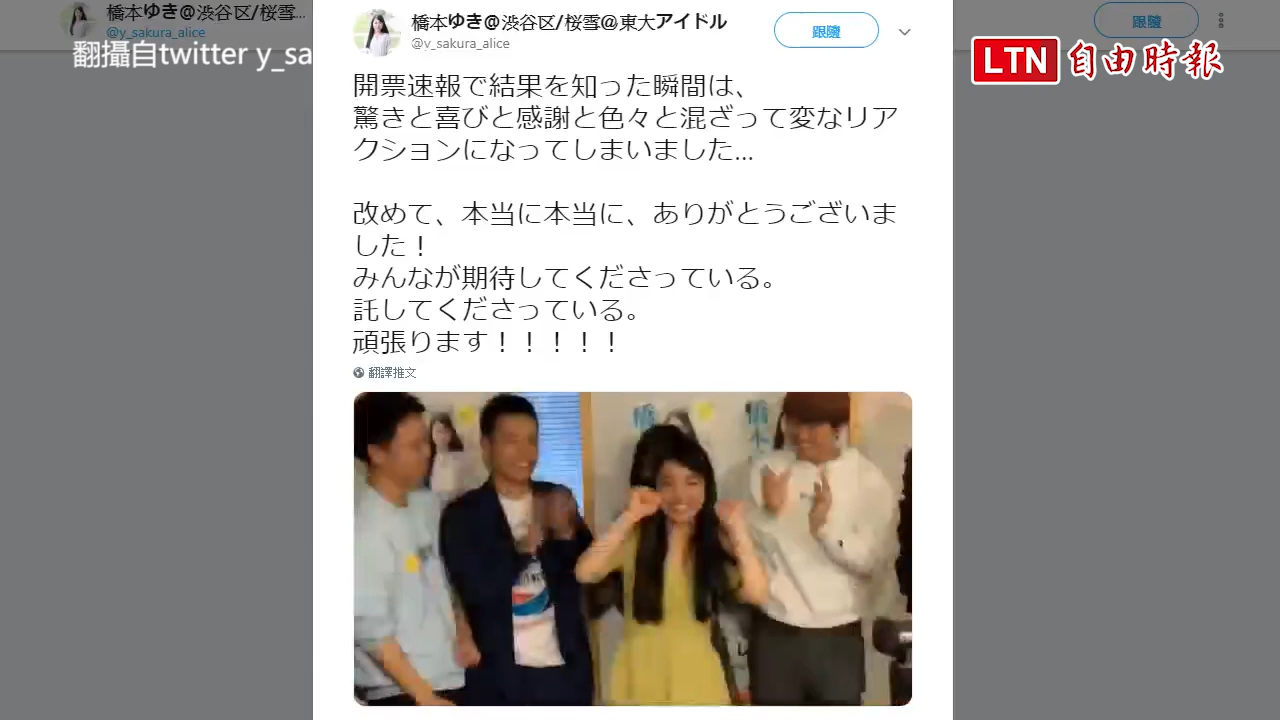 橋本ゆき@渋谷区/桜雪...
@y_sakura_alice
翻攝自twitter y_sa
橋本ゆき@渋谷区/桜雪@東大アイドル
@y_sakura_alice
跟隨
跟隨
LTN 自由時報
開票速報で結果を知った瞬間は、
驚きと喜びと感謝と色々と混ざって変なリア
クションになってしまいました...
改めて、本当に本当に、ありがとうございま
した！
みんなが期待してくださっている。
託してくださっている。
頑張ります！！！！！
翻譯推文
橋
橋本